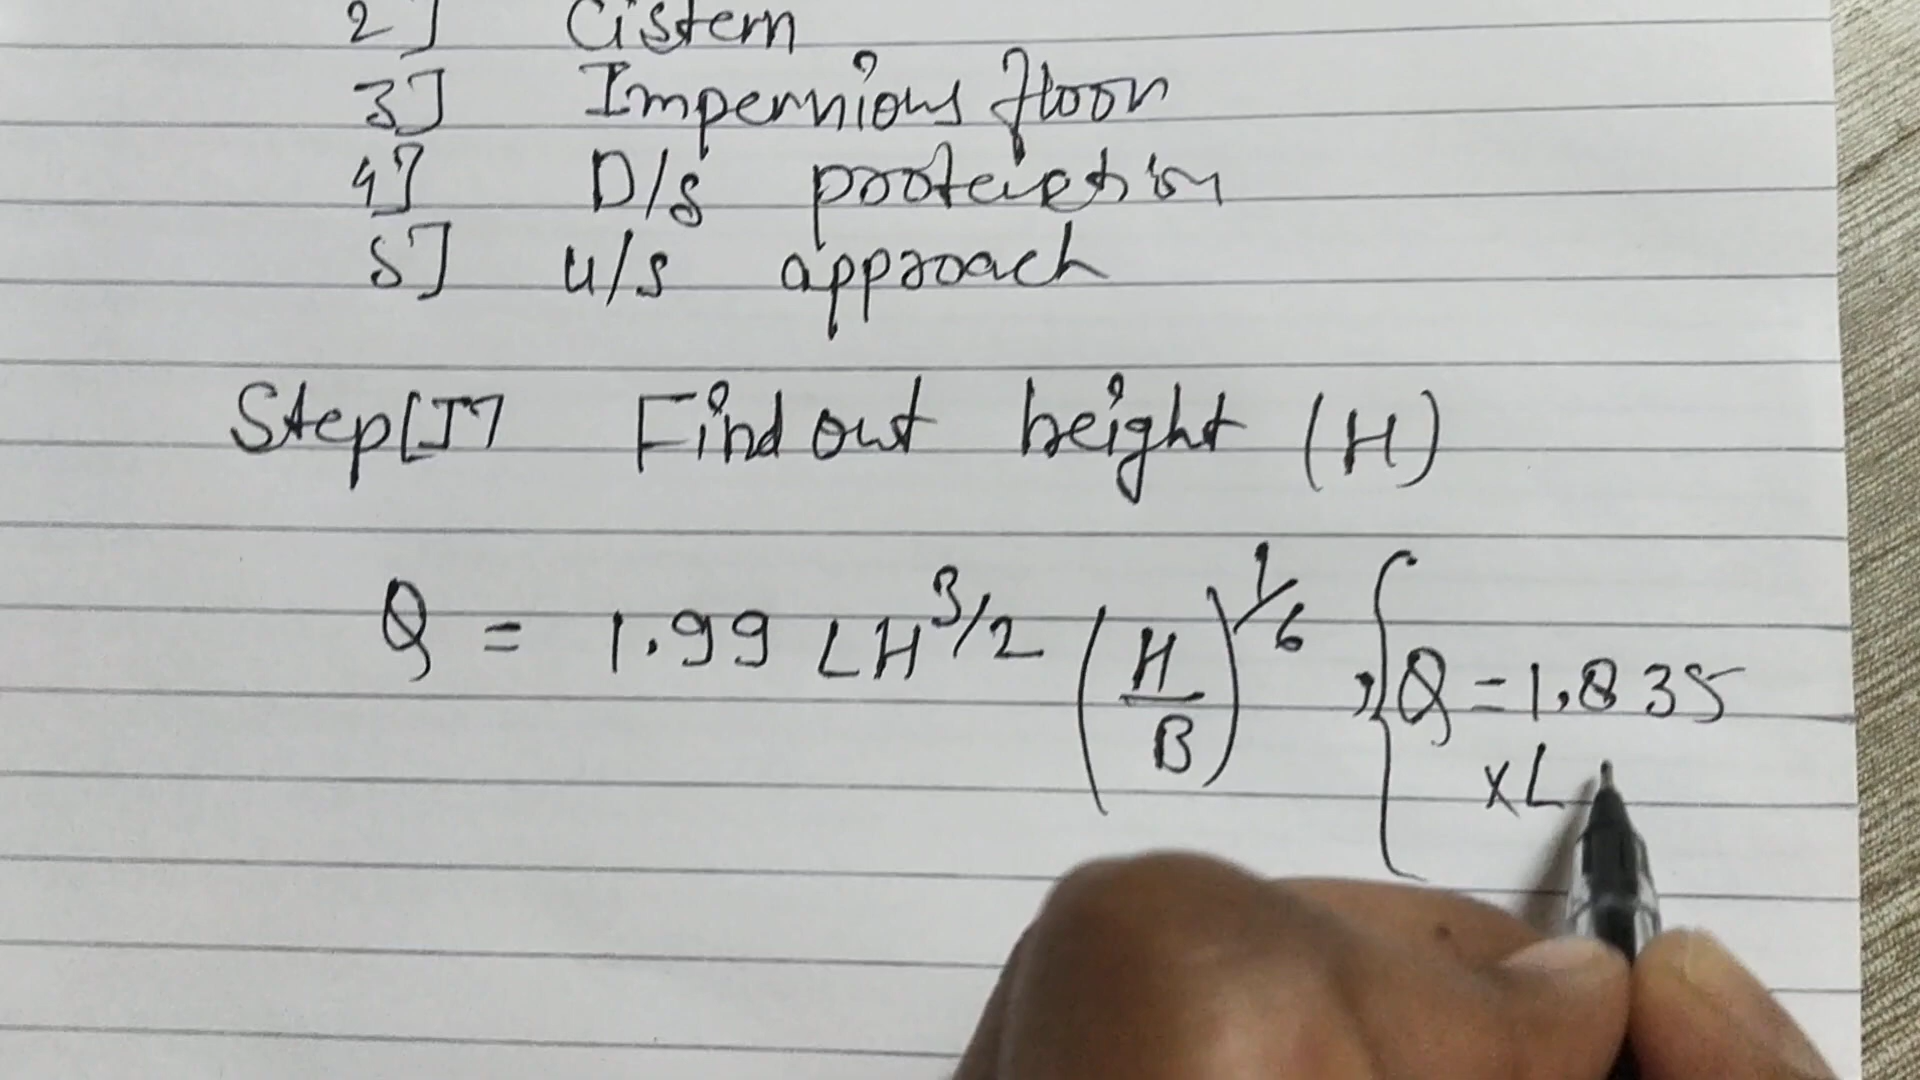 2] Cistern
3] Impervious floor
4] D/s protection
5] u/s approach
Step[I] Find out height (H)
Q = 1.99 LH^3/2 (H/B)^1/6 , { Q = 1.835
x L